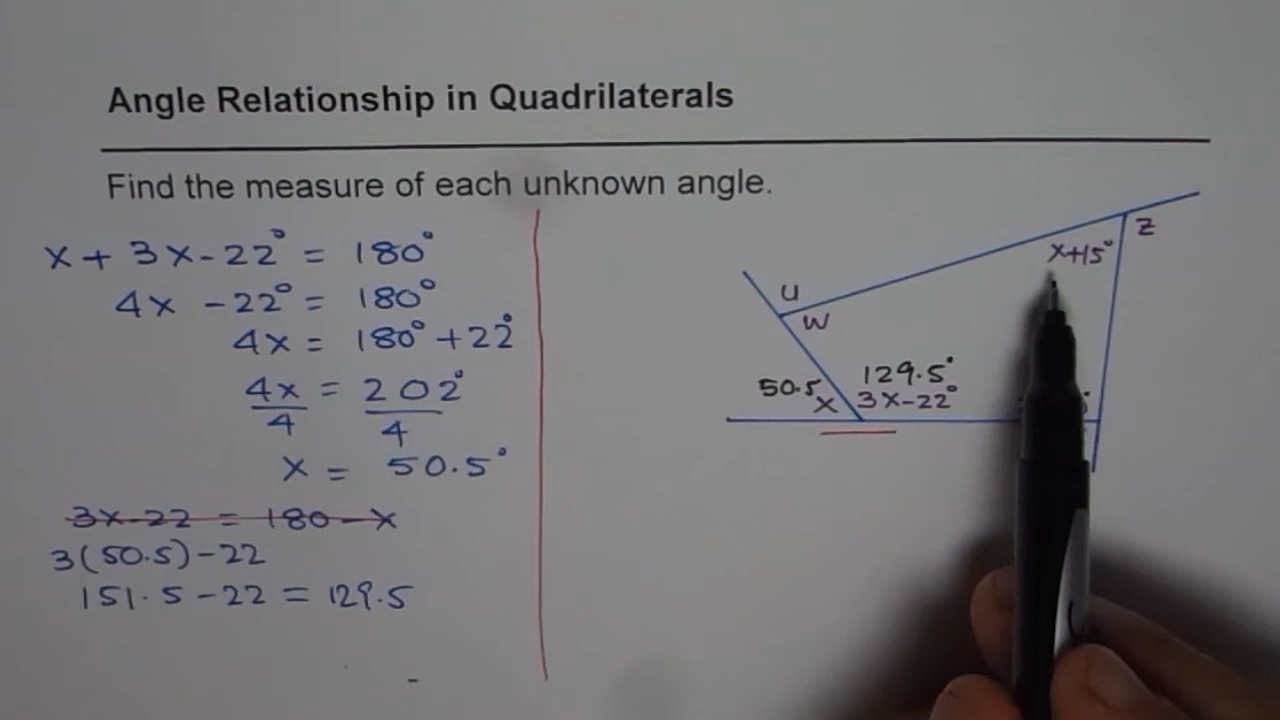 Angle Relationship in Quadrilaterals
Find the measure of each unknown angle.
x + 3x - 22° = 180°
4x - 22° = 180°
4x = 180° + 22°
4x = 202°
4 4
x = 50.5°
3x-22 = 180-x
3(50.5) - 22
151.5 - 22 = 129.5
z
x+15°
u
w
129.5°
50.5
x 3x-22°